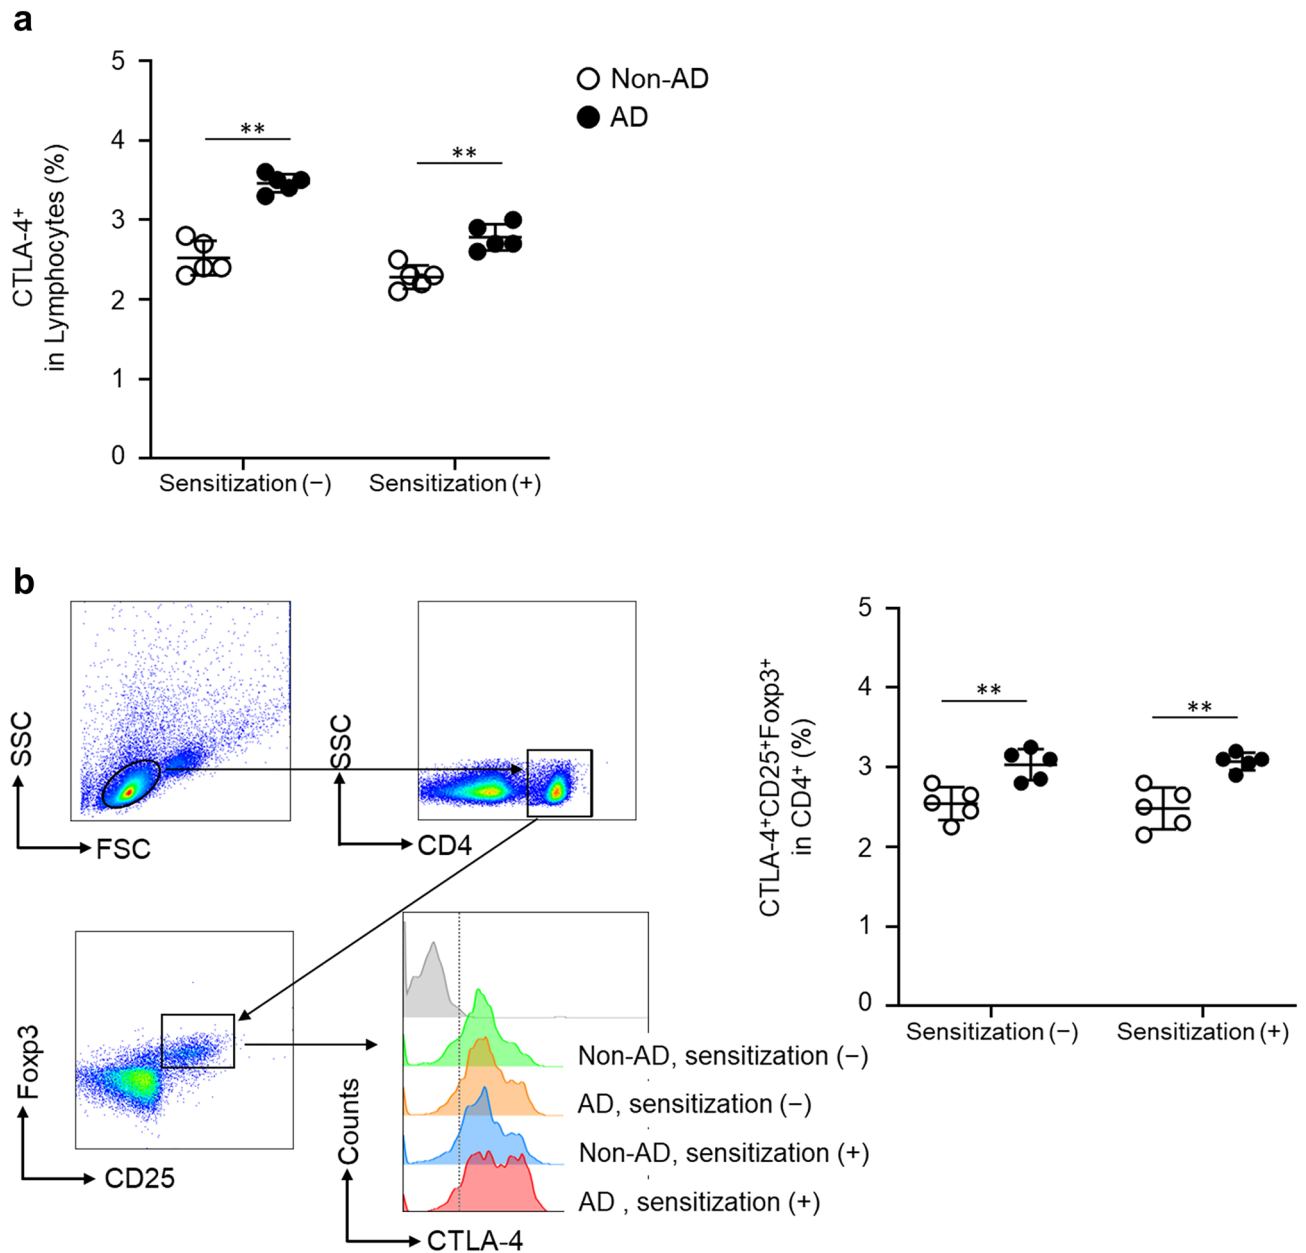 a
5
4
3
2
1
0
CTLA-4⁺
in Lymphocytes (%)
**
**
Non-AD
AD
Sensitization (−)
Sensitization (+)
b
SSC
FSC
SSC
CD4
Foxp3
CD25
Counts
CTLA-4
Non-AD, sensitization (−)
AD, sensitization (−)
Non-AD, sensitization (+)
AD , sensitization (+)
CTLA-4⁺CD25⁺Foxp3⁺
in CD4⁺ (%)
5
4
3
2
1
0
**
**
Sensitization (−)
Sensitization (+)